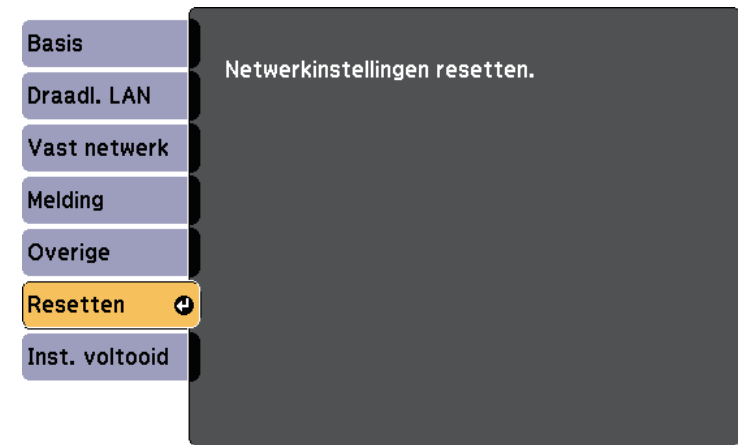 Basis
Netwerkinstellingen resetten.
Draadl. LAN
Vast netwerk
Melding
Overige
Resetten
Inst. voltooid